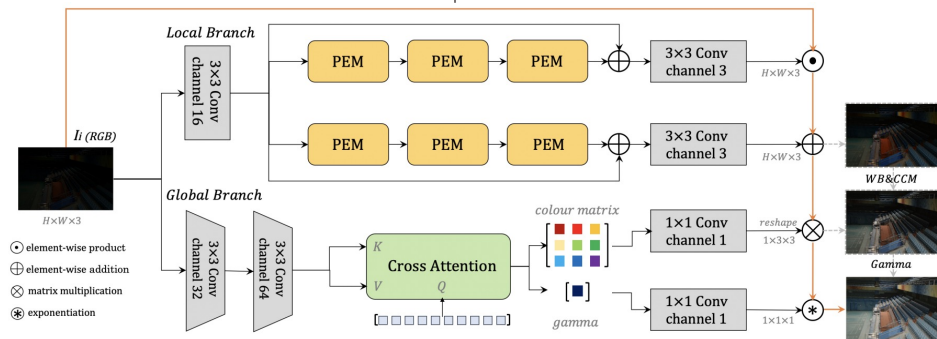 Local Branch
3×3 Conv
channel 16
PEM
PEM
PEM
3×3 Conv
channel 3
H×W×3
Ii (RGB)
PEM
PEM
PEM
3×3 Conv
channel 3
H×W×3
WB&CCM
H×W×3
Global Branch
3×3 Conv
channel 32
3×3 Conv
channel 64
K
V
Cross Attention
Q
colour matrix
1×1 Conv
channel 1
reshape
1×3×3
Gamma
gamma
1×1 Conv
channel 1
1×1×1
element-wise product
element-wise addition
matrix multiplication
exponentiation